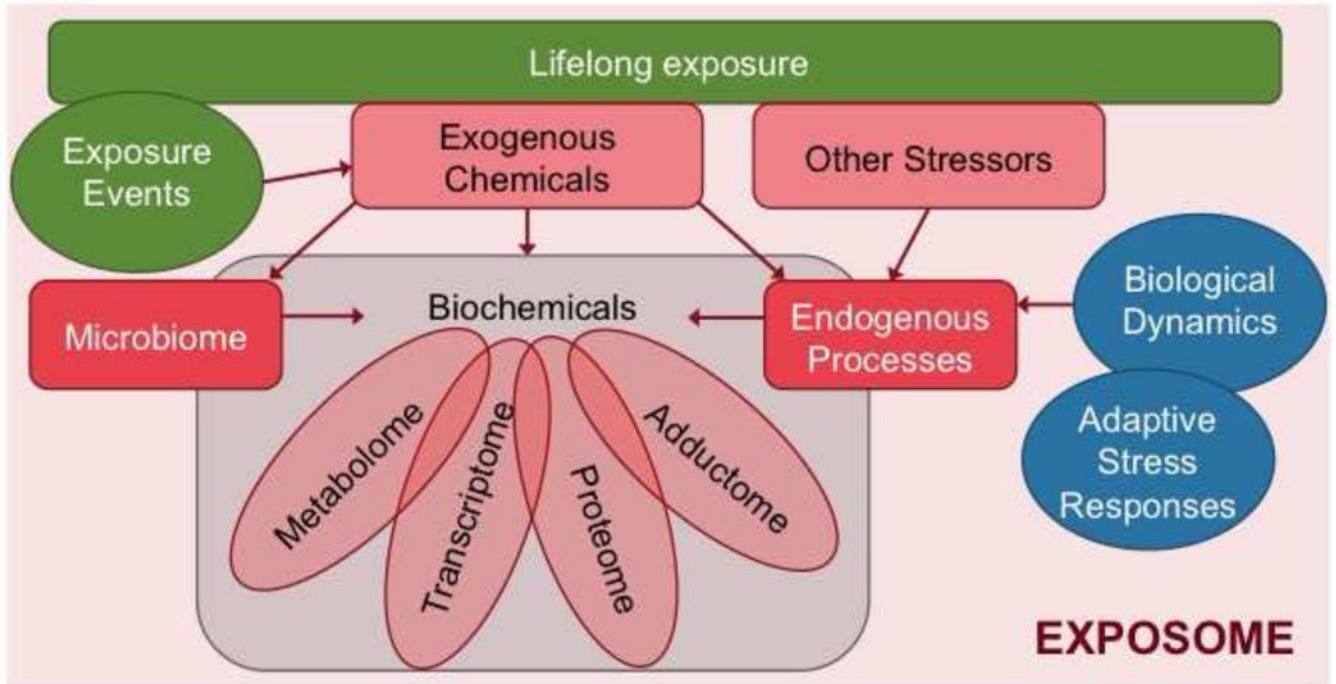 Lifelong exposure
Exposure
Events
Exogenous
Chemicals
Other Stressors
Microbiome
Biochemicals
Endogenous
Processes
Biological
Dynamics
Adaptive
Stress
Responses
Metabolome
Transcriptome
Proteome
Adductome
EXPOSOME